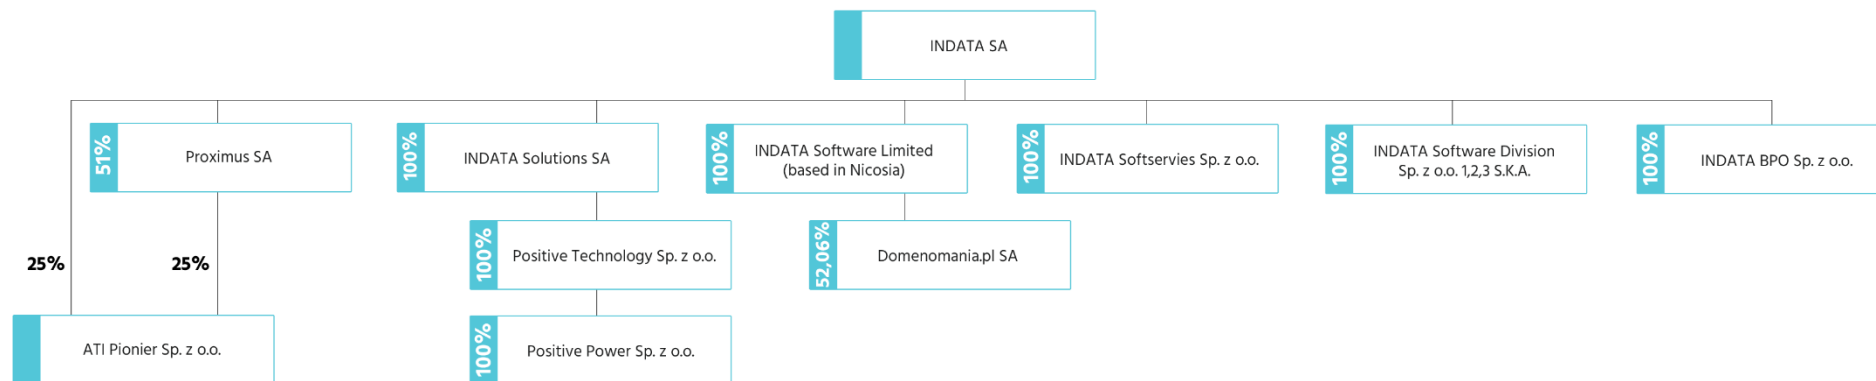 INDATA SA
51%
Proximus SA
100%
INDATA Solutions SA
100%
INDATA Software Limited
(based in Nicosia)
100%
INDATA Softservies Sp. z o.o.
100%
INDATA Software Division
Sp. z o.o. 1,2,3 S.K.A.
100%
INDATA BPO Sp. z o.o.
25%
25%
100%
Positive Technology Sp. z o.o.
52,06%
Domenomania.pl SA
ATI Pionier Sp. z o.o.
100%
Positive Power Sp. z o.o.